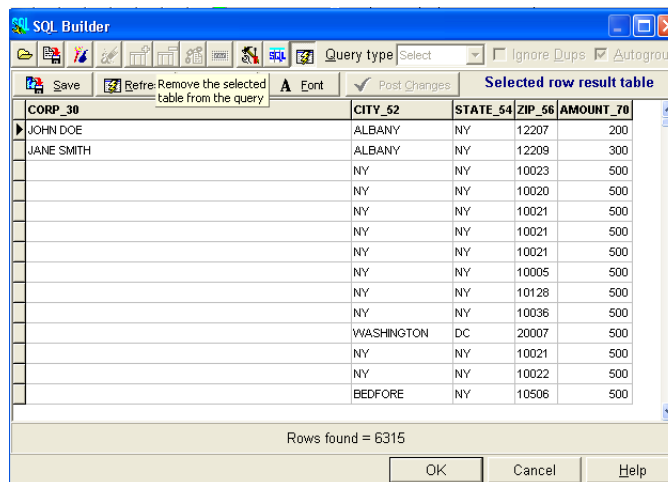 SQL Builder
Query type Select Ignore Dups Autogrou
Save Refre Remove the selected table from the query Font Post Changes Selected row result table
CORP_30 CITY_52 STATE_54 ZIP_56 AMOUNT_70
JOHN DOE ALBANY NY 12207 200
JANE SMITH ALBANY NY 12209 300
NY NY 10023 500
NY NY 10020 500
NY NY 10021 500
NY NY 10021 500
NY NY 10021 500
NY NY 10005 500
NY NY 10128 500
NY NY 10036 500
WASHINGTON DC 20007 500
NY NY 10021 500
NY NY 10022 500
BEDFORE NY 10506 500
Rows found = 6315
OK Cancel Help